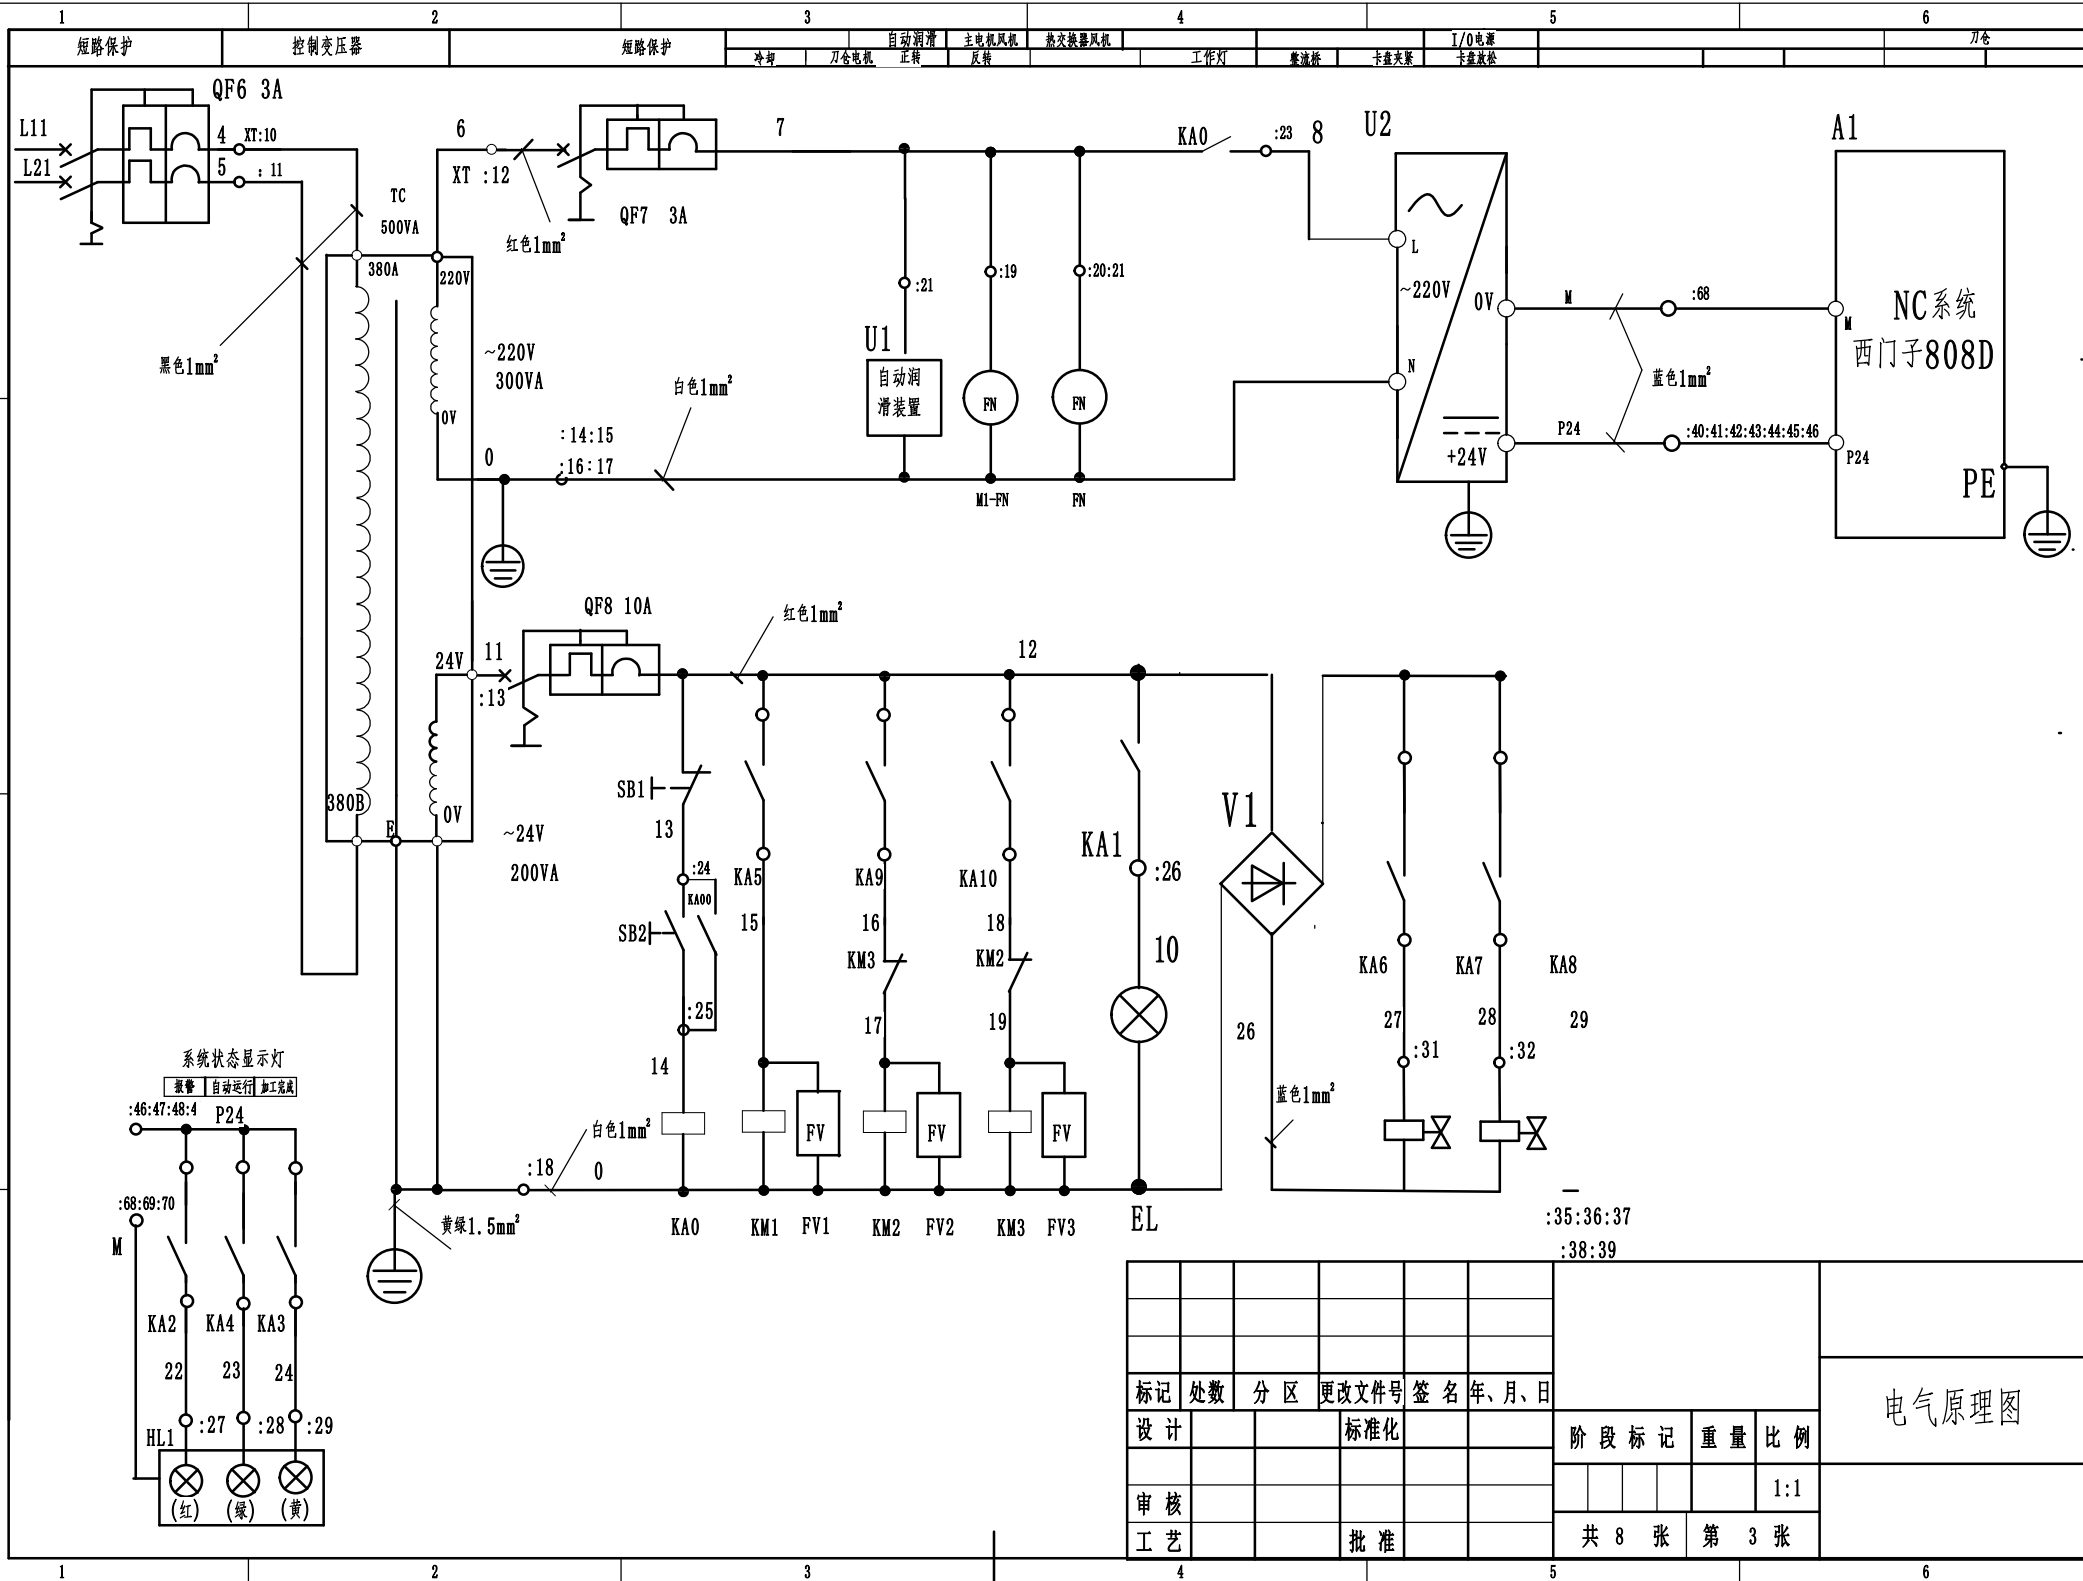 1 2 3 4 5 6
短路保护 控制变压器 短路保护 自动润滑 主电机风机 热交换器风机 I/O电源 刀仓
冷却 刀仓电机 正转 反转 工作灯 整流桥 卡盘夹紧 卡盘放松
QF6 3A
L11
L21
4 XT:10
5 : 11
TC
500VA
380A
220V
黑色1mm²
6
XT :12
红色1mm²
QF7 3A
7
~220V
300VA
0V
0
:14:15
:16:17
白色1mm²
:21
:19
:20:21
U1
自动润
滑装置
FN
FN
M1-FN
FN
KA0
:23
8
U2
L
~220V
N
0V
+24V
M
:68
蓝色1mm²
P24
:40:41:42:43:44:45:46
A1
NC系统
西门子808D
M
P24
PE
QF8 10A
红色1mm²
24V
11
:13
12
380B
E
0V
~24V
200VA
SB1
13
:24
KA00
SB2
:25
14
KA5
15
KA9
16
KM3
17
KA10
18
KM2
19
KA1
:26
10
V1
26
蓝色1mm²
KA6
27
:31
KA7
28
:32
KA8
29
FV
FV
FV
:18
白色1mm²
0
黄绿1.5mm²
KA0 KM1 FV1 KM2 FV2 KM3 FV3 EL
:35:36:37
:38:39
系统状态显示灯
报警 自动运行 加工完成
:46:47:48:4
P24
:68:69:70
M
KA2 KA4 KA3
22 23 24
HL1
:27 :28 :29
(红) (绿) (黄)
标记 处数 分 区 更改文件号 签 名 年、月、日
设 计 标准化
审 核
工 艺 批 准
阶 段 标 记 重 量 比 例
1:1
共 8 张 第 3 张
电气原理图
1 2 3 4 5 6